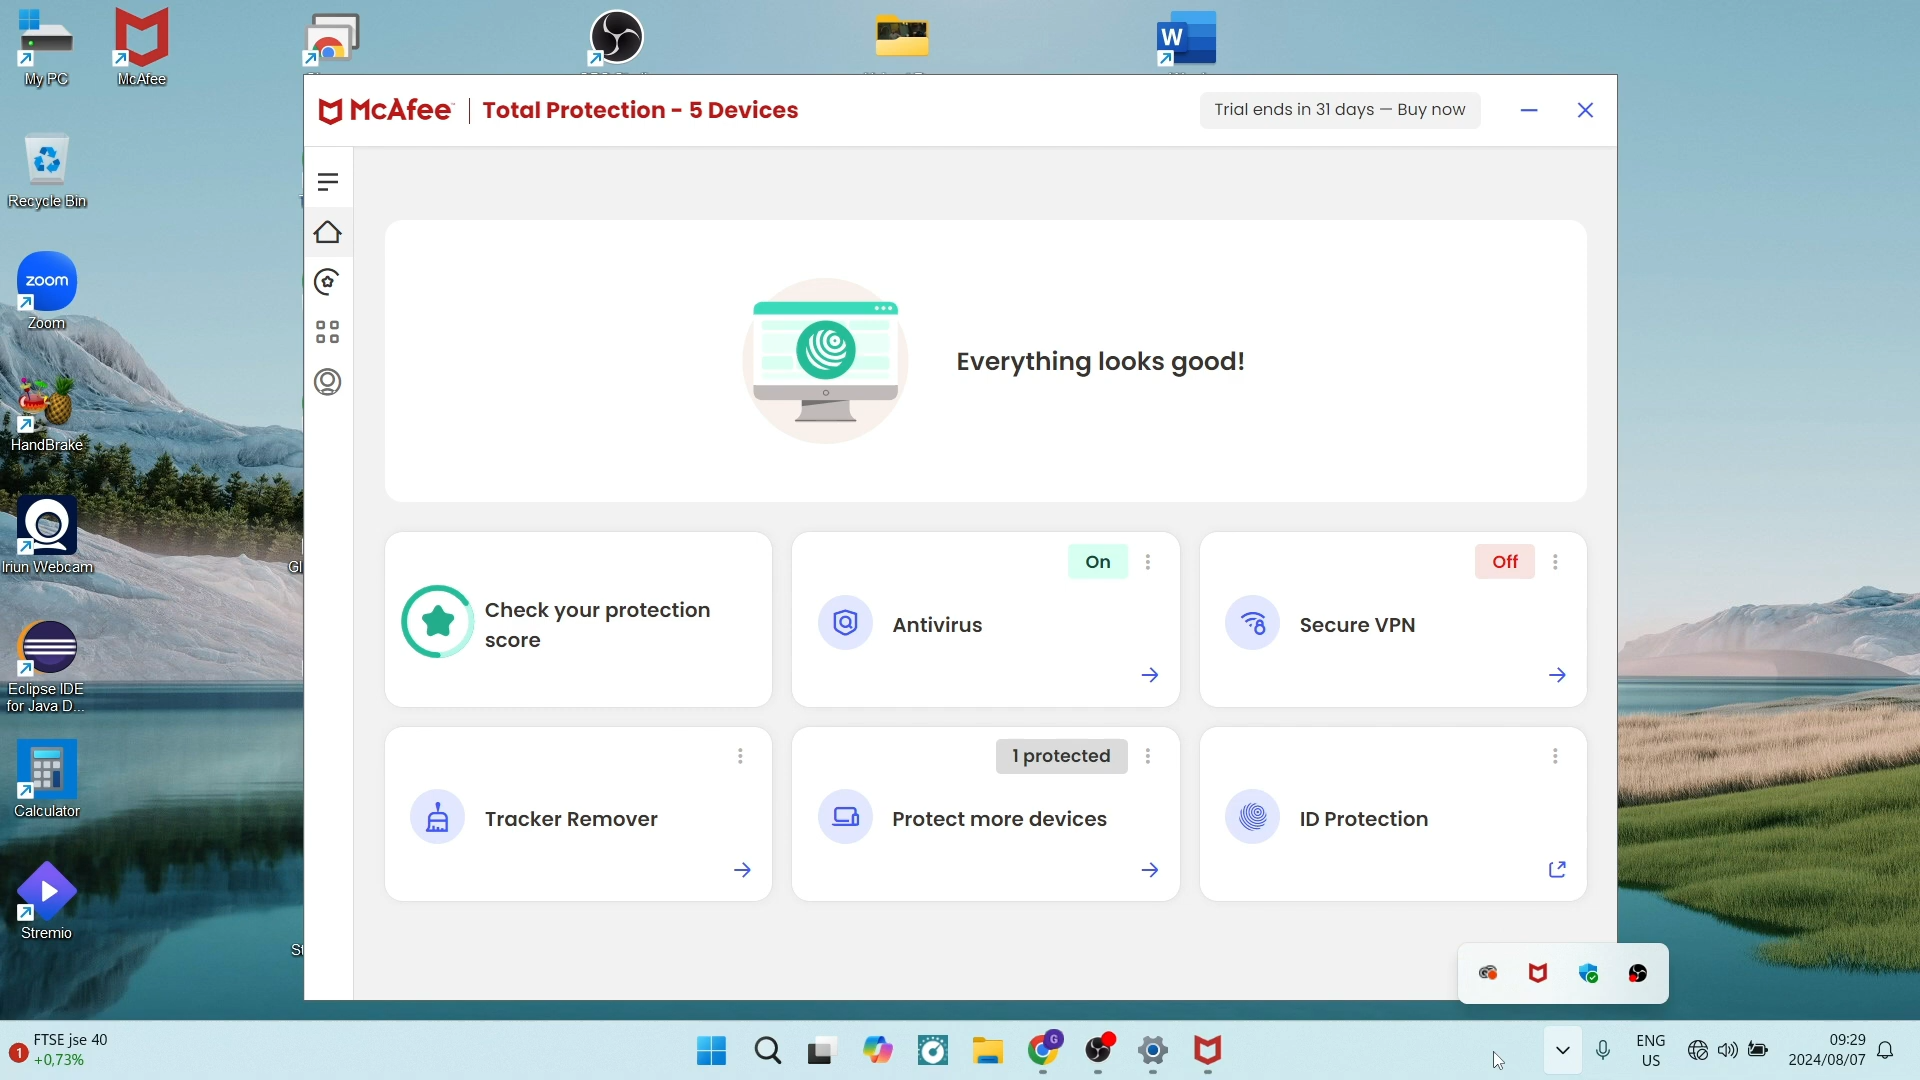 My PC
McAfee
W
McAfee
Total Protection - 5 Devices
Trial ends in 31 days — Buy now
Recycle Bin
zoom
Zoom
Everything looks good!
HandBrake
Iriun Webcam
Check your protection
score
On
Antivirus
Off
Secure VPN
Eclipse IDE
for Java D...
Tracker Remover
1 protected
Protect more devices
ID Protection
Calculator
Stremio
1
FTSE jse 40
+0,73%
G
ENG
US
09:29
2024/08/07